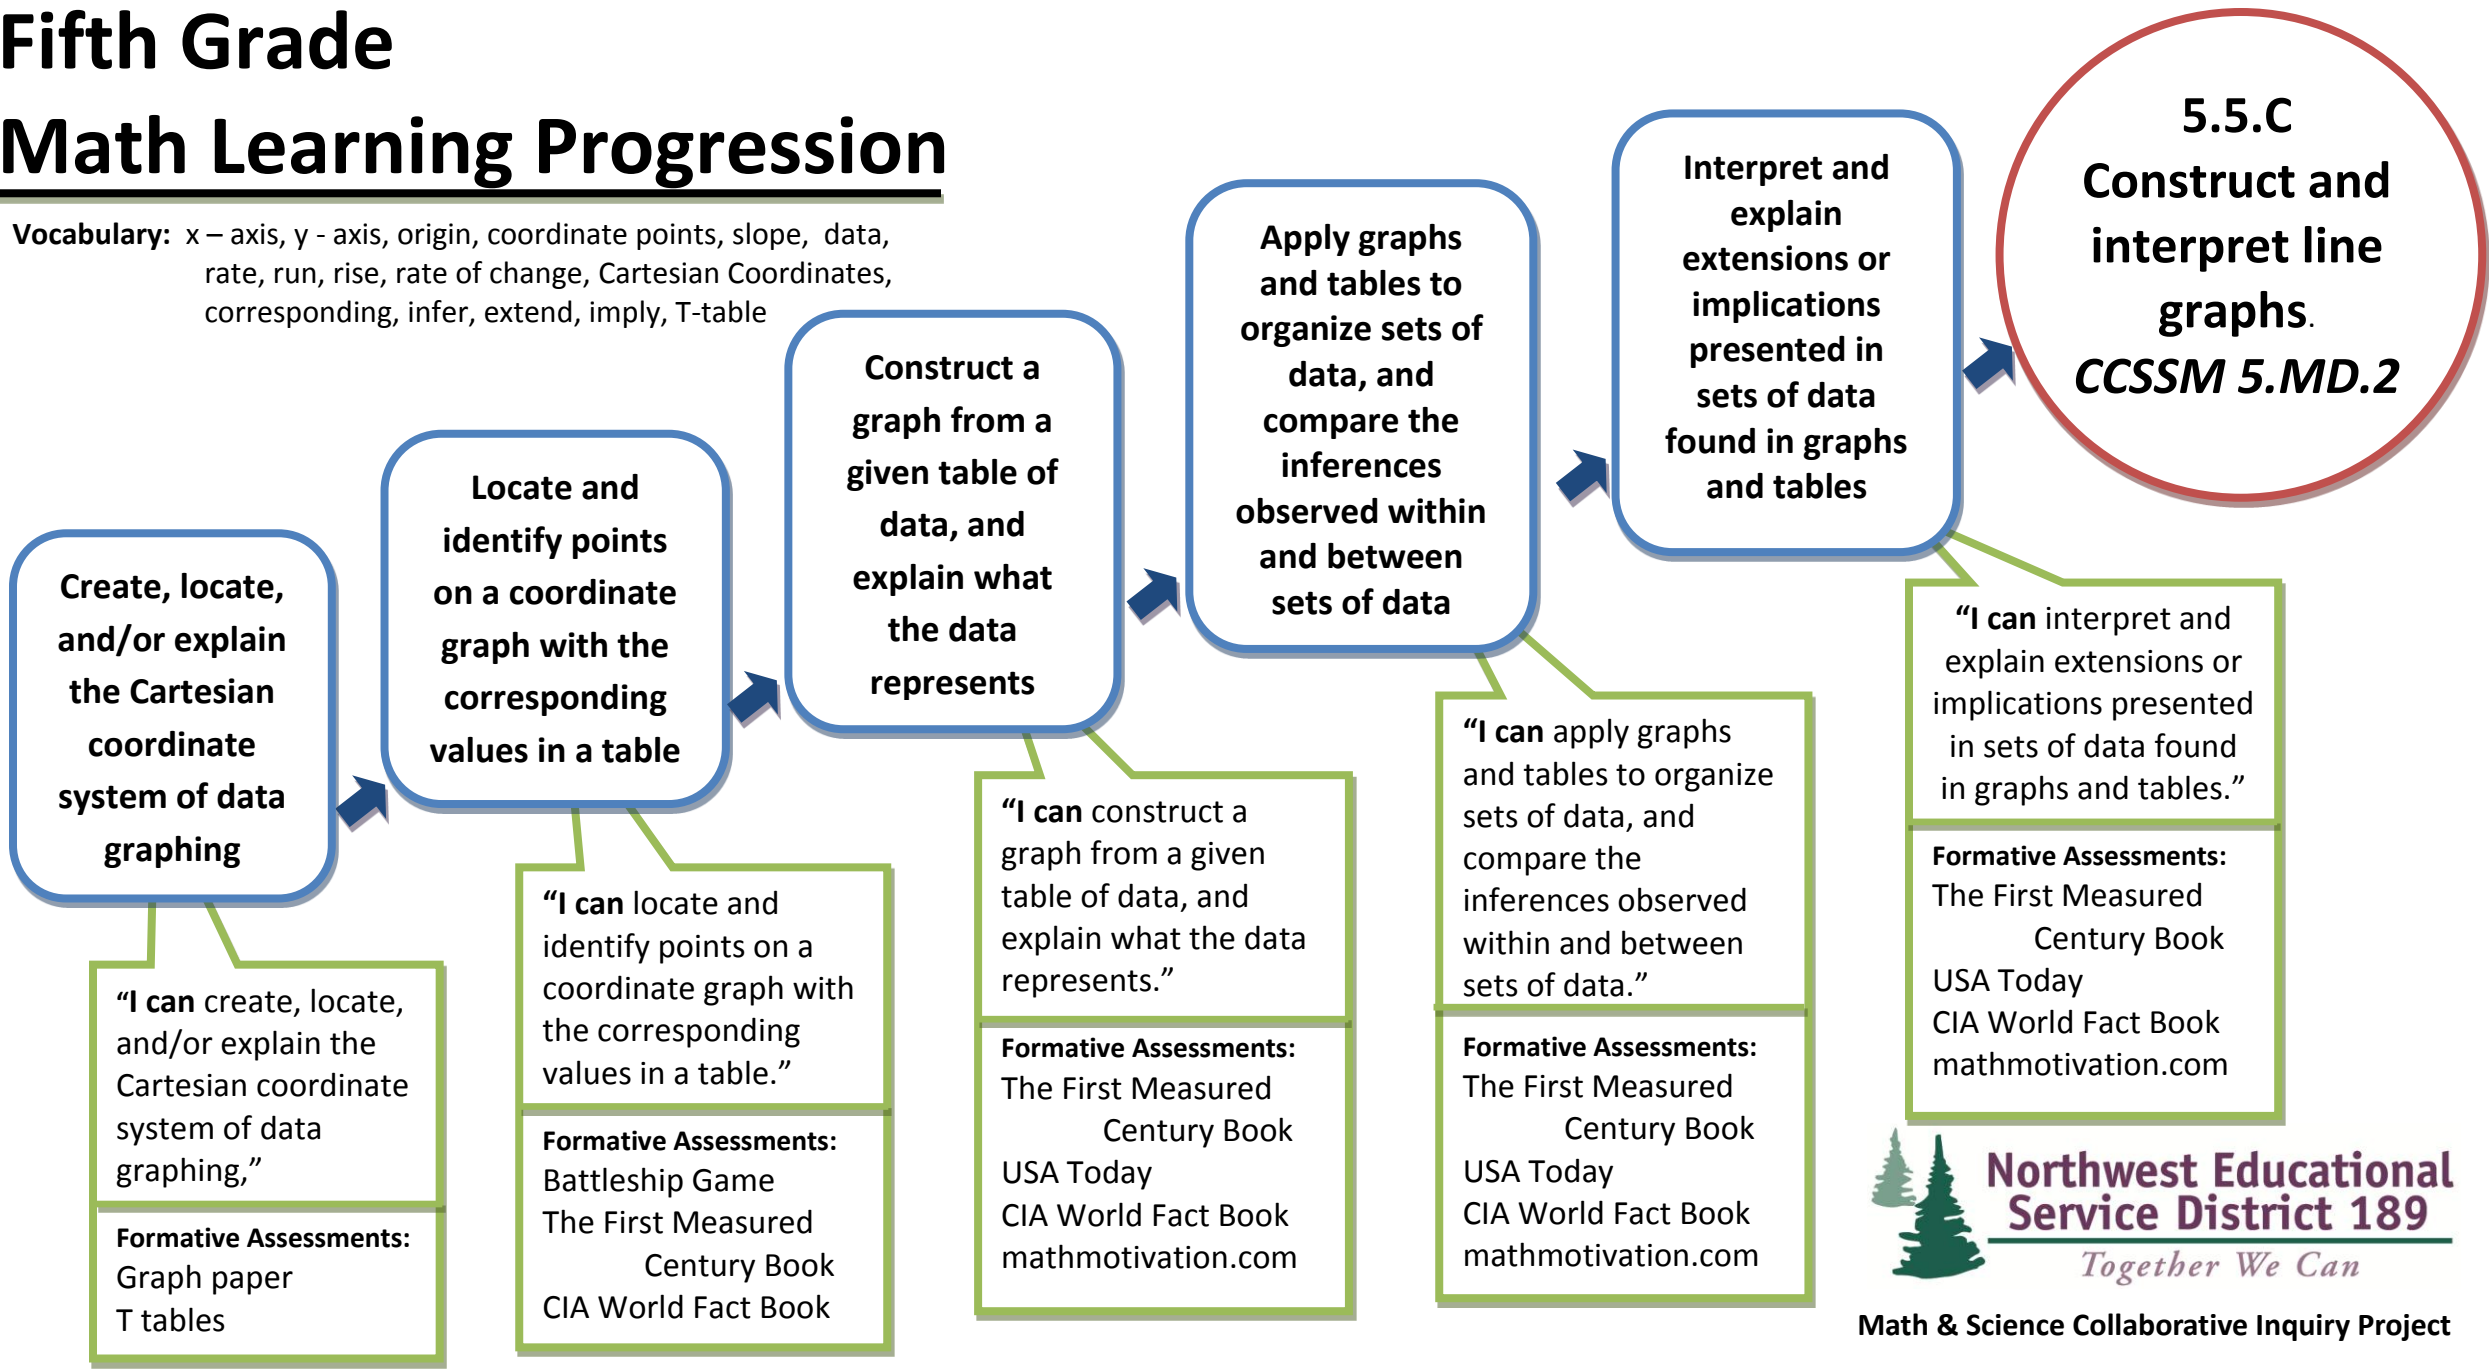 Fifth Grade
Math Learning Progression
Vocabulary: x – axis, y - axis, origin, coordinate points, slope, data,
rate, run, rise, rate of change, Cartesian Coordinates,
corresponding, infer, extend, imply, T-table
Create, locate,
and/or explain
the Cartesian
coordinate
system of data
graphing
Locate and
identify points
on a coordinate
graph with the
corresponding
values in a table
Construct a
graph from a
given table of
data, and
explain what
the data
represents
Apply graphs
and tables to
organize sets of
data, and
compare the
inferences
observed within
and between
sets of data
Interpret and
explain
extensions or
implications
presented in
sets of data
found in graphs
and tables
5.5.C
Construct and
interpret line
graphs.
CCSSM 5.MD.2
“I can create, locate,
and/or explain the
Cartesian coordinate
system of data
graphing,”
Formative Assessments:
Graph paper
T tables
“I can locate and
identify points on a
coordinate graph with
the corresponding
values in a table.”
Formative Assessments:
Battleship Game
The First Measured
Century Book
CIA World Fact Book
“I can construct a
graph from a given
table of data, and
explain what the data
represents.”
Formative Assessments:
The First Measured
Century Book
USA Today
CIA World Fact Book
mathmotivation.com
“I can apply graphs
and tables to organize
sets of data, and
compare the
inferences observed
within and between
sets of data.”
Formative Assessments:
The First Measured
Century Book
USA Today
CIA World Fact Book
mathmotivation.com
“I can interpret and
explain extensions or
implications presented
in sets of data found
in graphs and tables.”
Formative Assessments:
The First Measured
Century Book
USA Today
CIA World Fact Book
mathmotivation.com
Northwest Educational
Service District 189
Together We Can
Math & Science Collaborative Inquiry Project